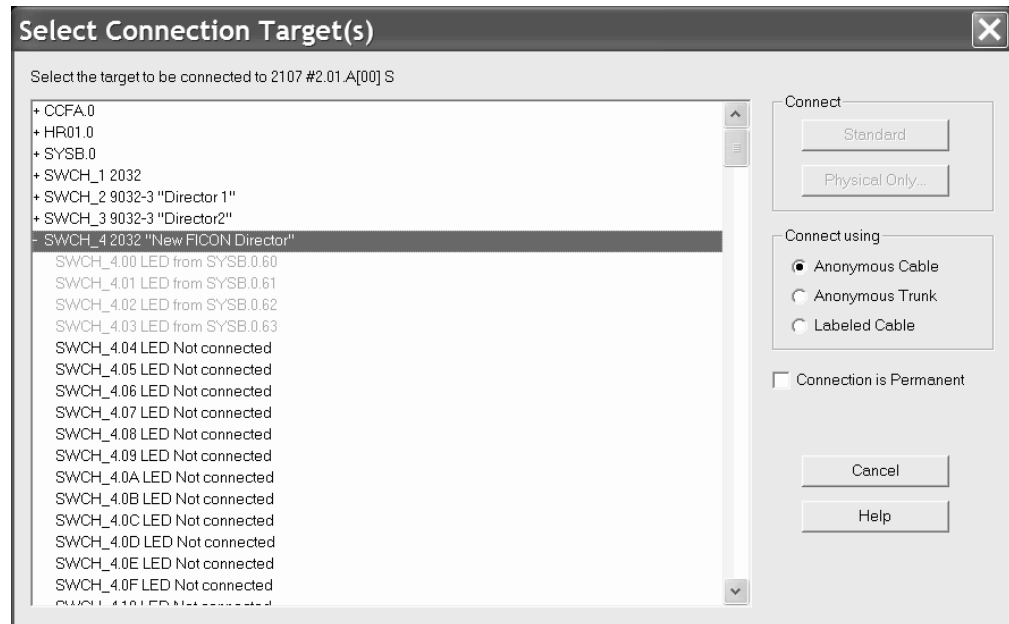 Select Connection Target(s)
Select the target to be connected to 2107 #2.01.A[00] S
+ CCFA.0
+ HR01.0
+ SYSB.0
+ SWCH_1 2032
+ SWCH_2 9032-3 "Director 1"
+ SWCH_3 9032-3 "Director2"
- SWCH_4 2032 "New FICON Director"
SWCH_4.00 LED from SYSB.0.60
SWCH_4.01 LED from SYSB.0.61
SWCH_4.02 LED from SYSB.0.62
SWCH_4.03 LED from SYSB.0.63
SWCH_4.04 LED Not connected
SWCH_4.05 LED Not connected
SWCH_4.06 LED Not connected
SWCH_4.07 LED Not connected
SWCH_4.08 LED Not connected
SWCH_4.09 LED Not connected
SWCH_4.0A LED Not connected
SWCH_4.0B LED Not connected
SWCH_4.0C LED Not connected
SWCH_4.0D LED Not connected
SWCH_4.0E LED Not connected
SWCH_4.0F LED Not connected
Connect
Standard
Physical Only...
Connect using
Anonymous Cable
Anonymous Trunk
Labeled Cable
Connection is Permanent
Cancel
Help